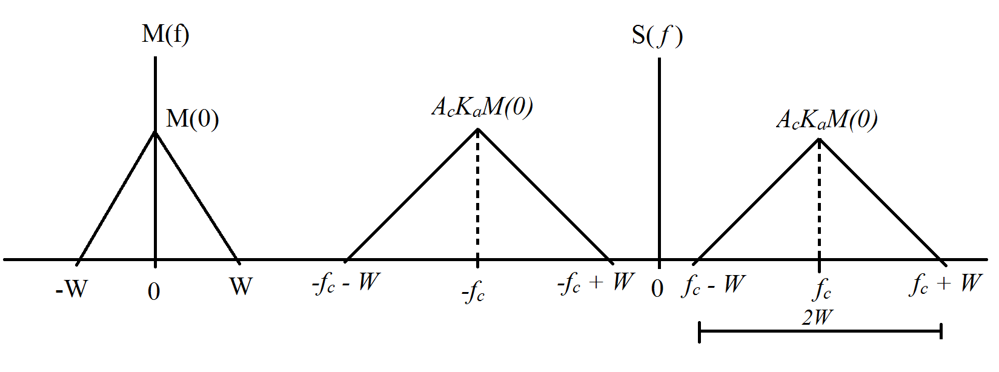 M(f)
S(f)
AcKaM(0)
M(0)
AcKaM(0)
-W
0
W
-fc - W
-fc
-fc + W
0
fc - W
fc
fc + W
2W